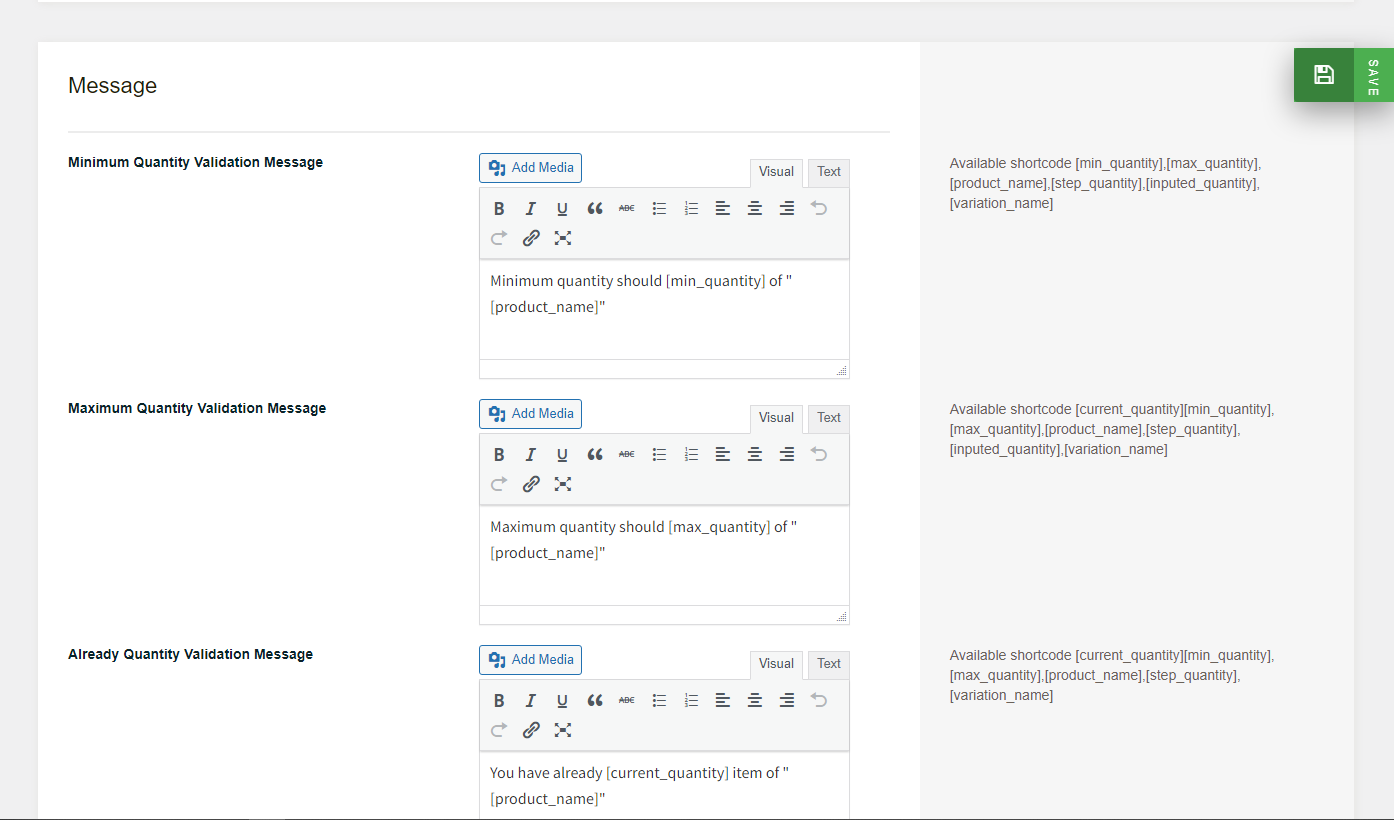 Message
SAVE
Minimum Quantity Validation Message
Add Media
Visual
Text
B I U ABC
Minimum quantity should [min_quantity] of "
[product_name]"
Available shortcode [min_quantity],[max_quantity],
[product_name],[step_quantity],[inputed_quantity],
[variation_name]
Maximum Quantity Validation Message
Add Media
Visual
Text
B I U ABC
Maximum quantity should [max_quantity] of "
[product_name]"
Available shortcode [current_quantity][min_quantity],
[max_quantity],[product_name],[step_quantity],
[inputed_quantity],[variation_name]
Already Quantity Validation Message
Add Media
Visual
Text
B I U ABC
You have already [current_quantity] item of "
[product_name]"
Available shortcode [current_quantity][min_quantity],
[max_quantity],[product_name],[step_quantity],
[variation_name]